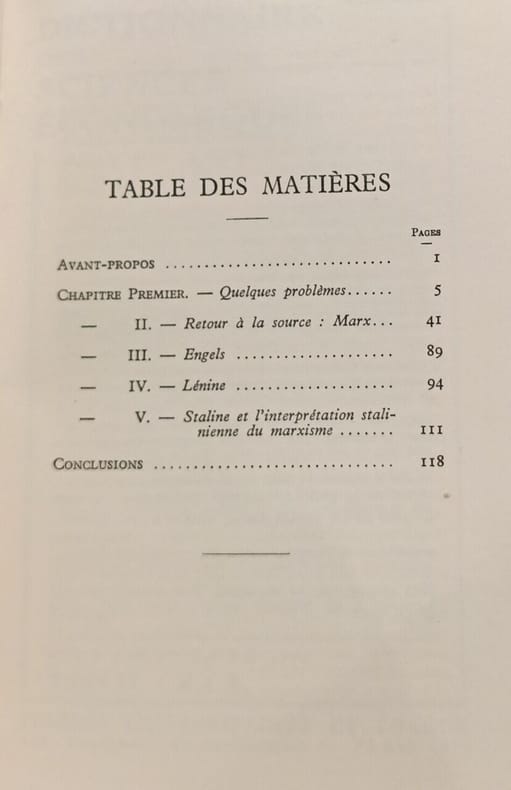 TABLE DES MATIÈRES
PAGES
AVANT-PROPOS ............................. 1
CHAPITRE PREMIER. — Quelques problèmes...... 5
— II. — Retour à la source : Marx... 41
— III. — Engels .................... 89
— IV. — Lénine .................... 94
— V. — Staline et l'interprétation stali-
nienne du marxisme ....... 111
CONCLUSIONS .............................. 118